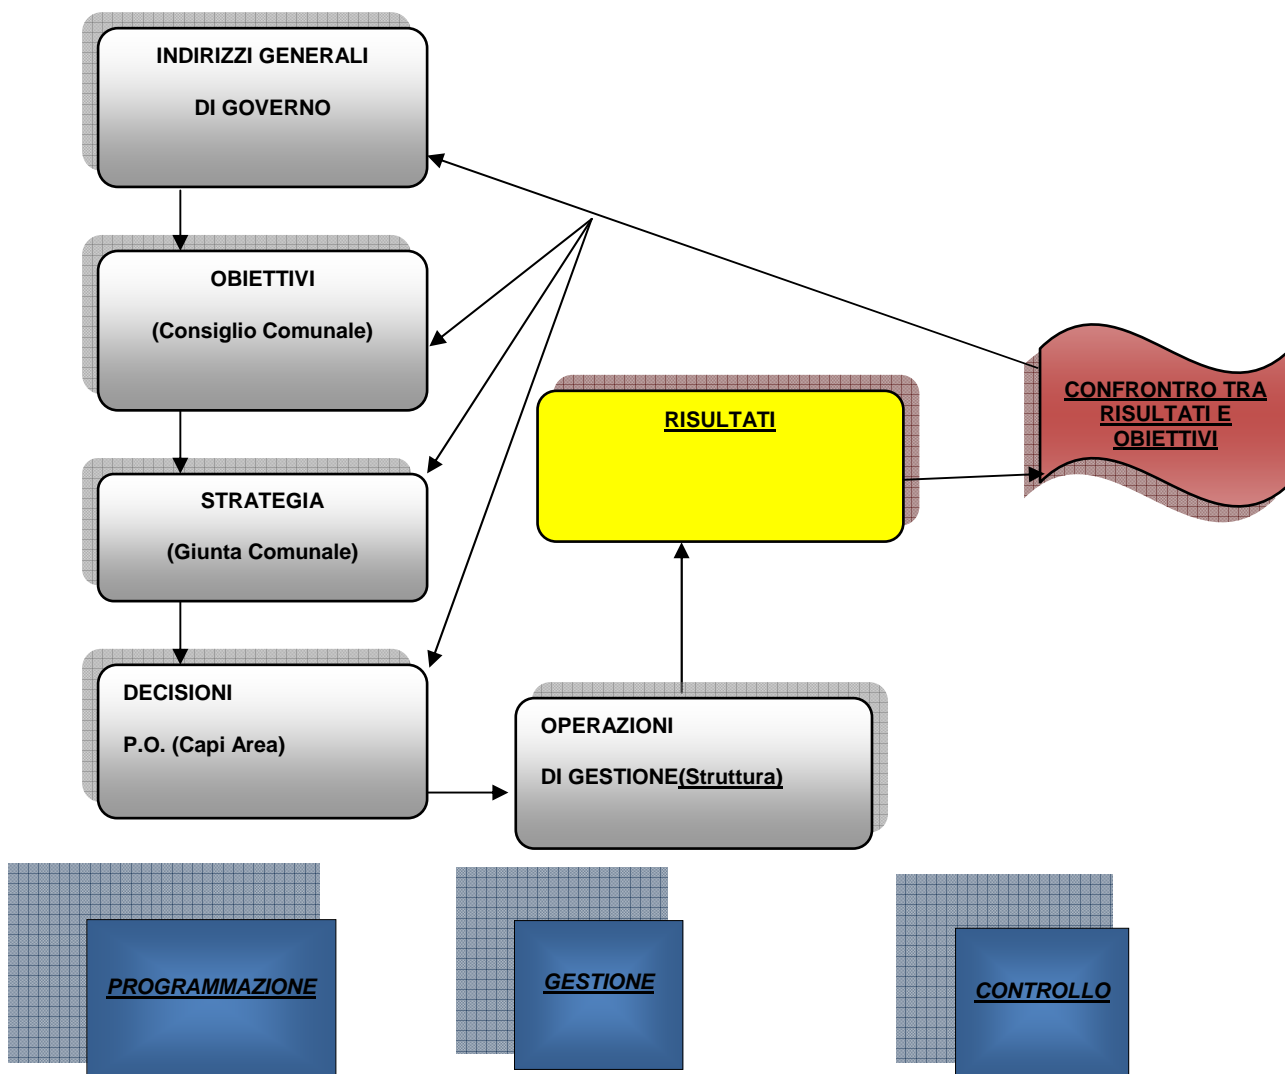 INDIRIZZI GENERALI
DI GOVERNO
OBIETTIVI
(Consiglio Comunale)
STRATEGIA
(Giunta Comunale)
DECISIONI
P.O. (Capi Area)
OPERAZIONI
DI GESTIONE(Struttura)
RISULTATI
CONFRONTRO TRA
RISULTATI E
OBIETTIVI
PROGRAMMAZIONE
GESTIONE
CONTROLLO